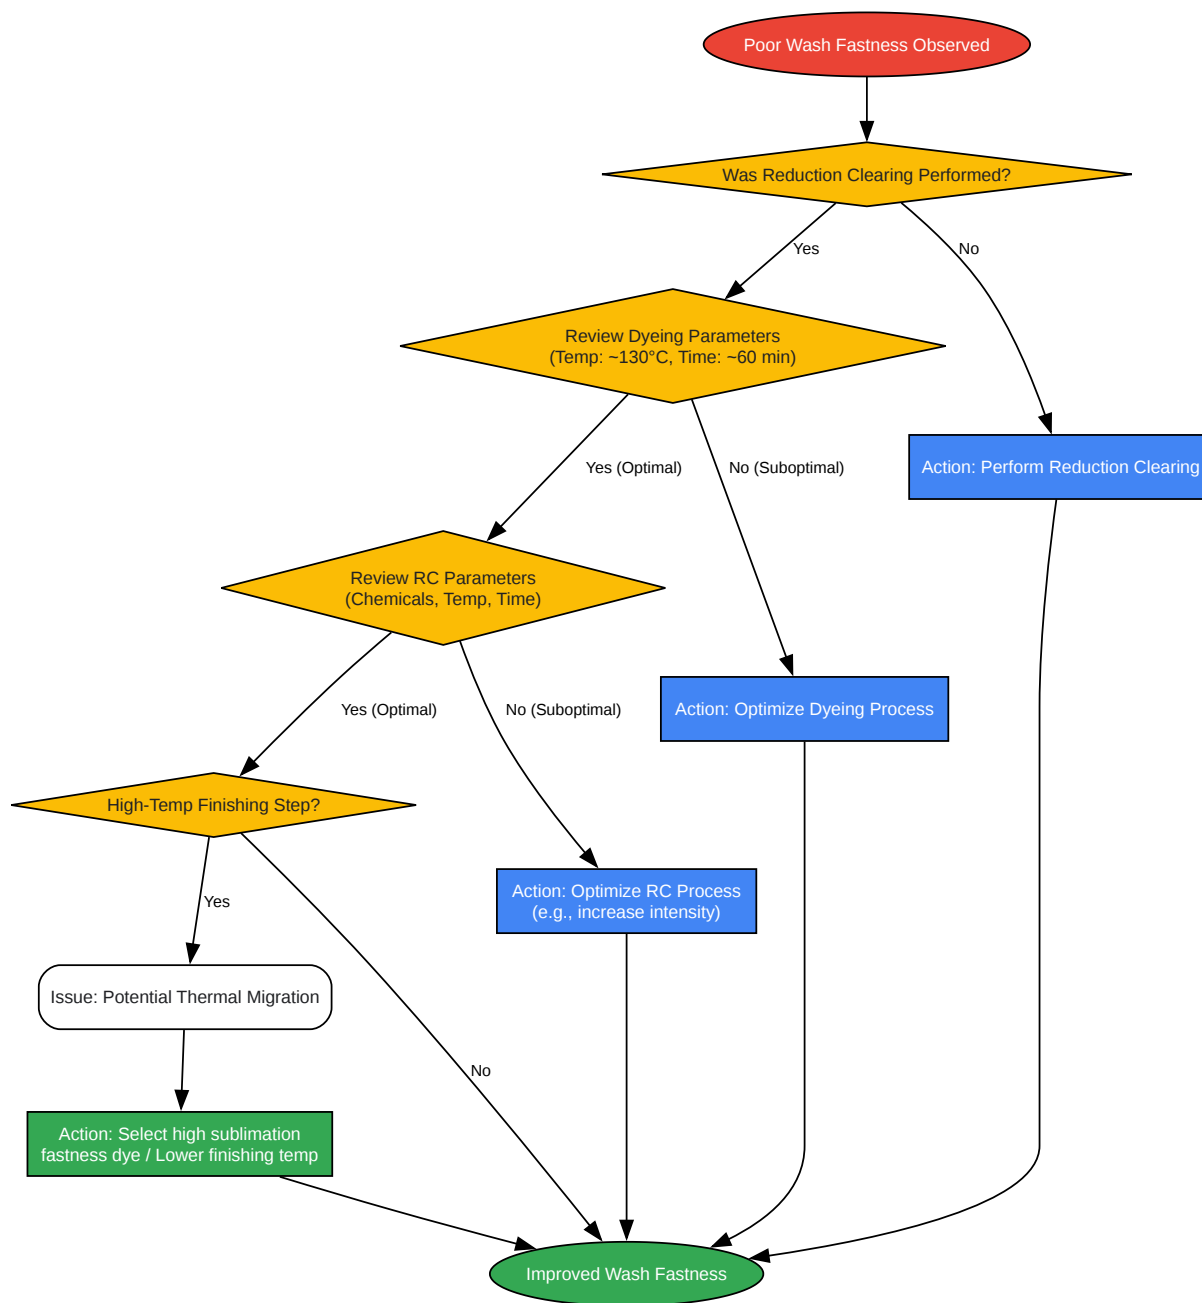 Poor Wash Fastness Observed
Was Reduction Clearing Performed?
Yes
No
Review Dyeing Parameters
(Temp: ~130°C, Time: ~60 min)
Action: Perform Reduction Clearing
Yes (Optimal)
No (Suboptimal)
Review RC Parameters
(Chemicals, Temp, Time)
Action: Optimize Dyeing Process
Yes (Optimal)
No (Suboptimal)
High-Temp Finishing Step?
Action: Optimize RC Process
(e.g., increase intensity)
Yes
Issue: Potential Thermal Migration
No
Action: Select high sublimation
fastness dye / Lower finishing temp
Improved Wash Fastness